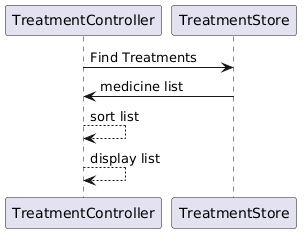 TreatmentController TreatmentStore
Find Treatments
medicine list
sort list
display list
TreatmentController TreatmentStore